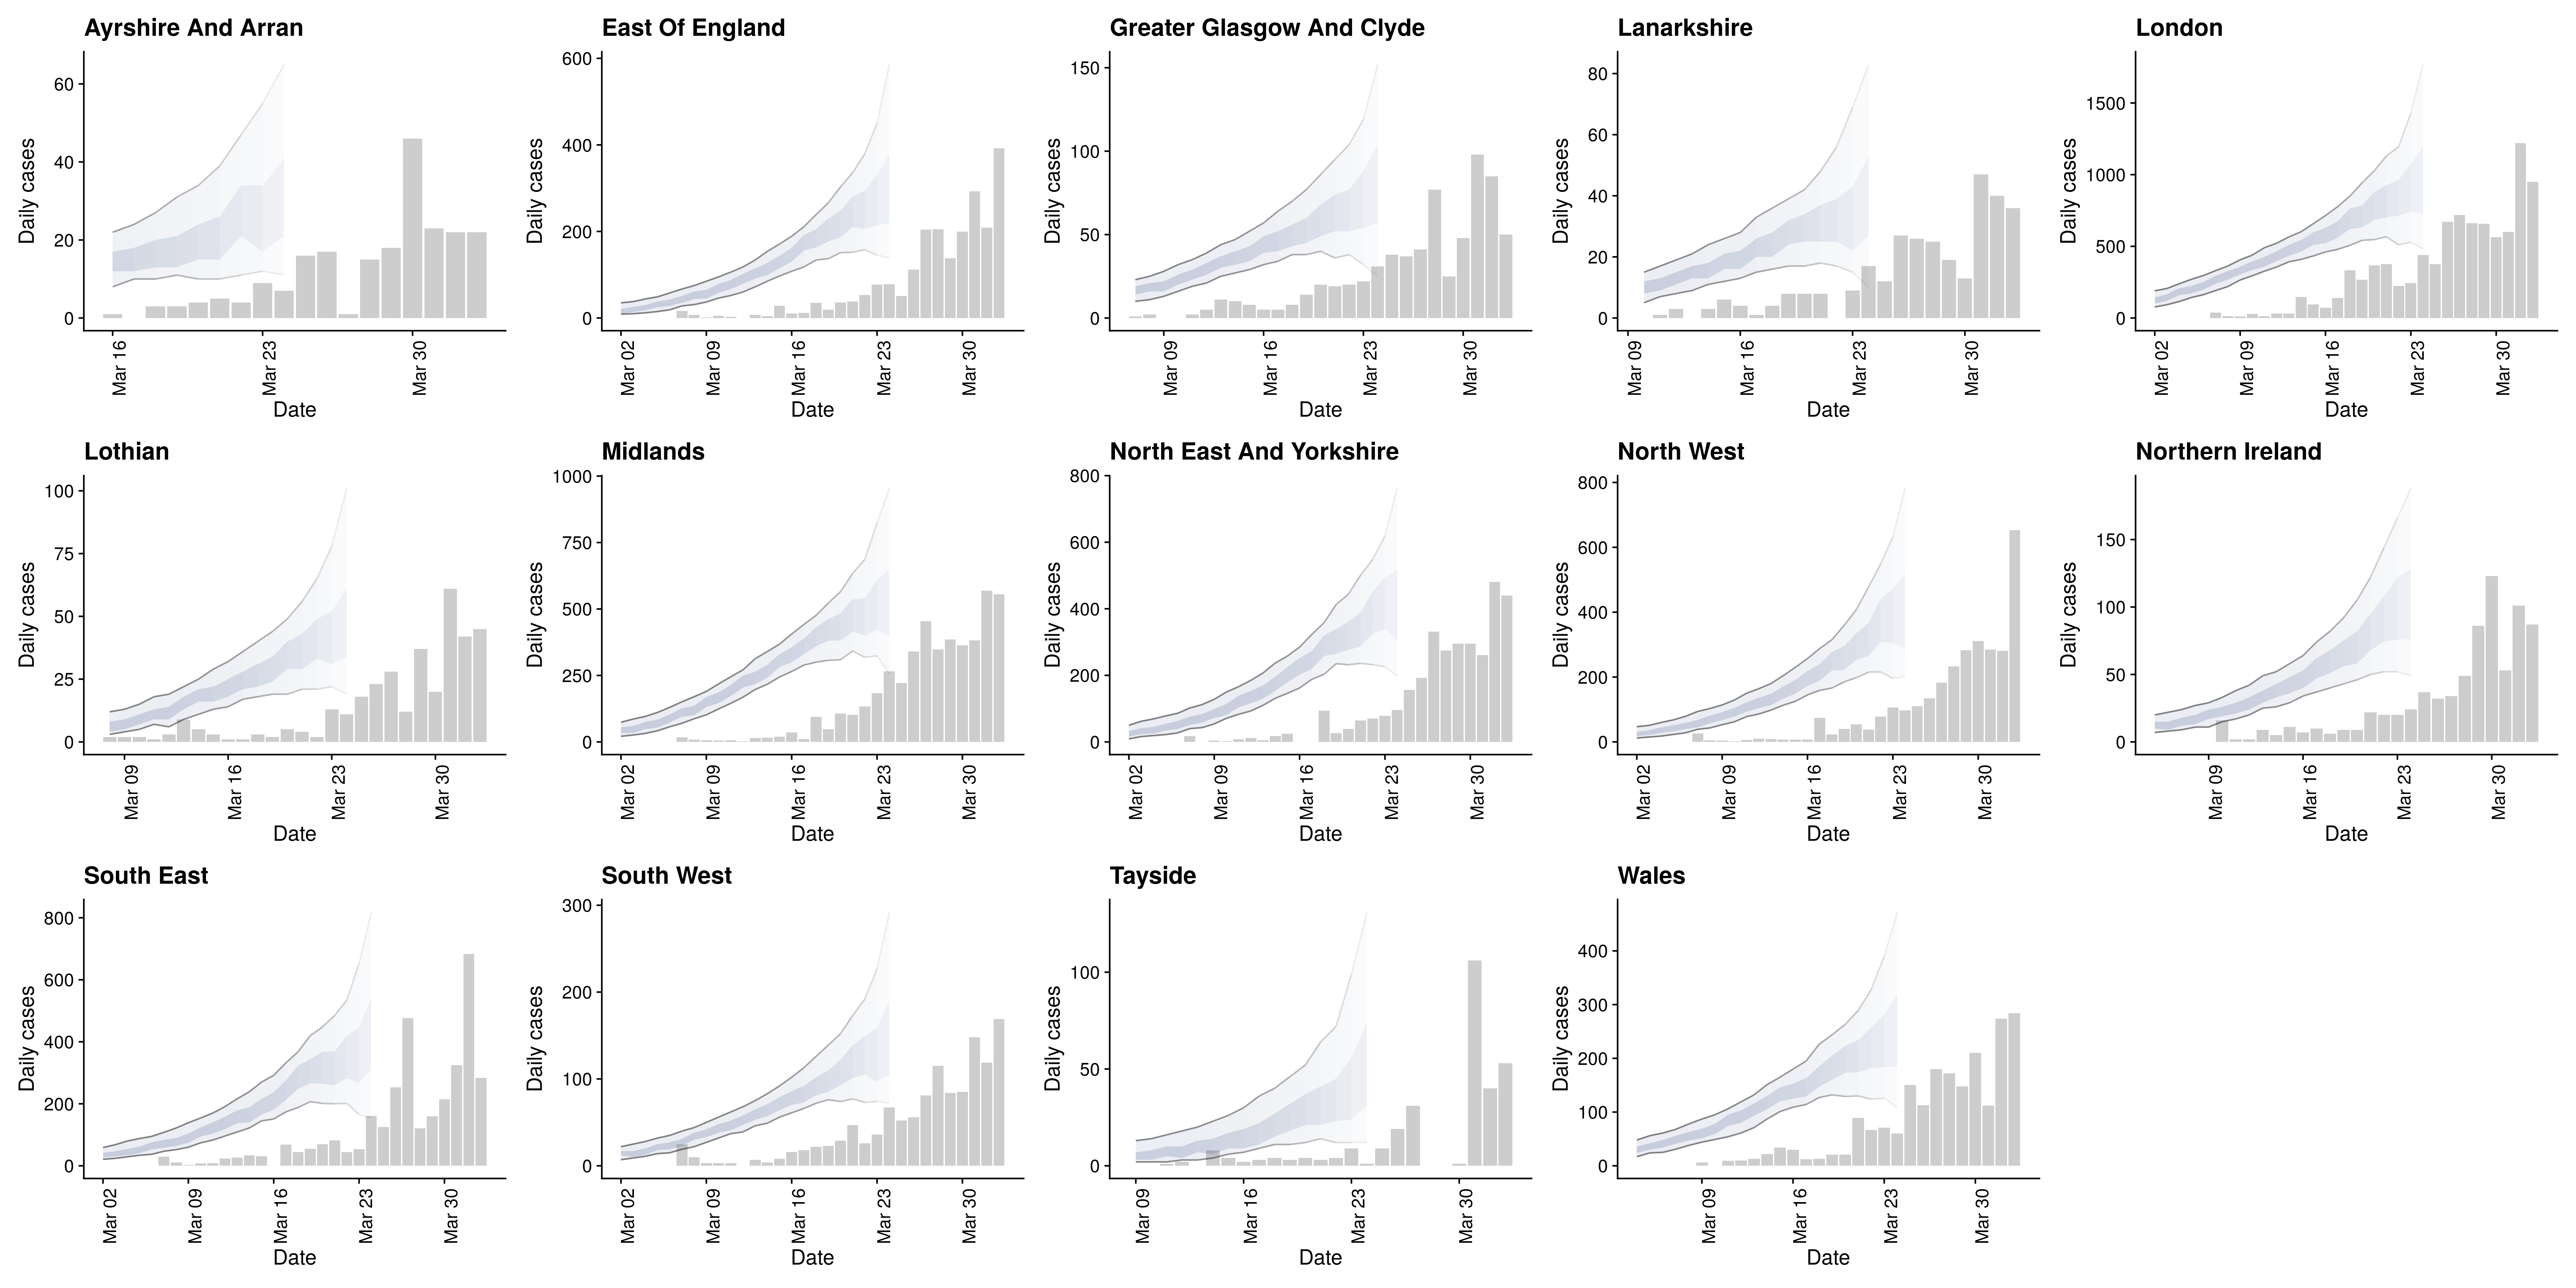 Ayrshire And Arran
Daily cases
60
40
20
0
Mar 16
Mar 23
Mar 30
Date
East Of England
Daily cases
600
400
200
0
Mar 02
Mar 09
Mar 16
Mar 23
Mar 30
Date
Greater Glasgow And Clyde
Daily cases
150
100
50
0
Mar 09
Mar 16
Mar 23
Mar 30
Date
Lanarkshire
Daily cases
80
60
40
20
0
Mar 09
Mar 16
Mar 23
Mar 30
Date
London
Daily cases
1500
1000
500
0
Mar 02
Mar 09
Mar 16
Mar 23
Mar 30
Date
Lothian
Daily cases
100
75
50
25
0
Mar 09
Mar 16
Mar 23
Mar 30
Date
Midlands
Daily cases
1000
750
500
250
0
Mar 02
Mar 09
Mar 16
Mar 23
Mar 30
Date
North East And Yorkshire
Daily cases
800
600
400
200
0
Mar 02
Mar 09
Mar 16
Mar 23
Mar 30
Date
North West
Daily cases
800
600
400
200
0
Mar 02
Mar 09
Mar 16
Mar 23
Mar 30
Date
Northern Ireland
Daily cases
150
100
50
0
Mar 09
Mar 16
Mar 23
Mar 30
Date
South East
Daily cases
800
600
400
200
0
Mar 02
Mar 09
Mar 16
Mar 23
Mar 30
Date
South West
Daily cases
300
200
100
0
Mar 02
Mar 09
Mar 16
Mar 23
Mar 30
Date
Tayside
Daily cases
100
50
0
Mar 09
Mar 16
Mar 23
Mar 30
Date
Wales
Daily cases
400
300
200
100
0
Mar 09
Mar 16
Mar 23
Mar 30
Date